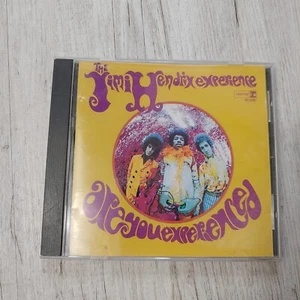 THE
Jimi Hendrix experience
are you experienced